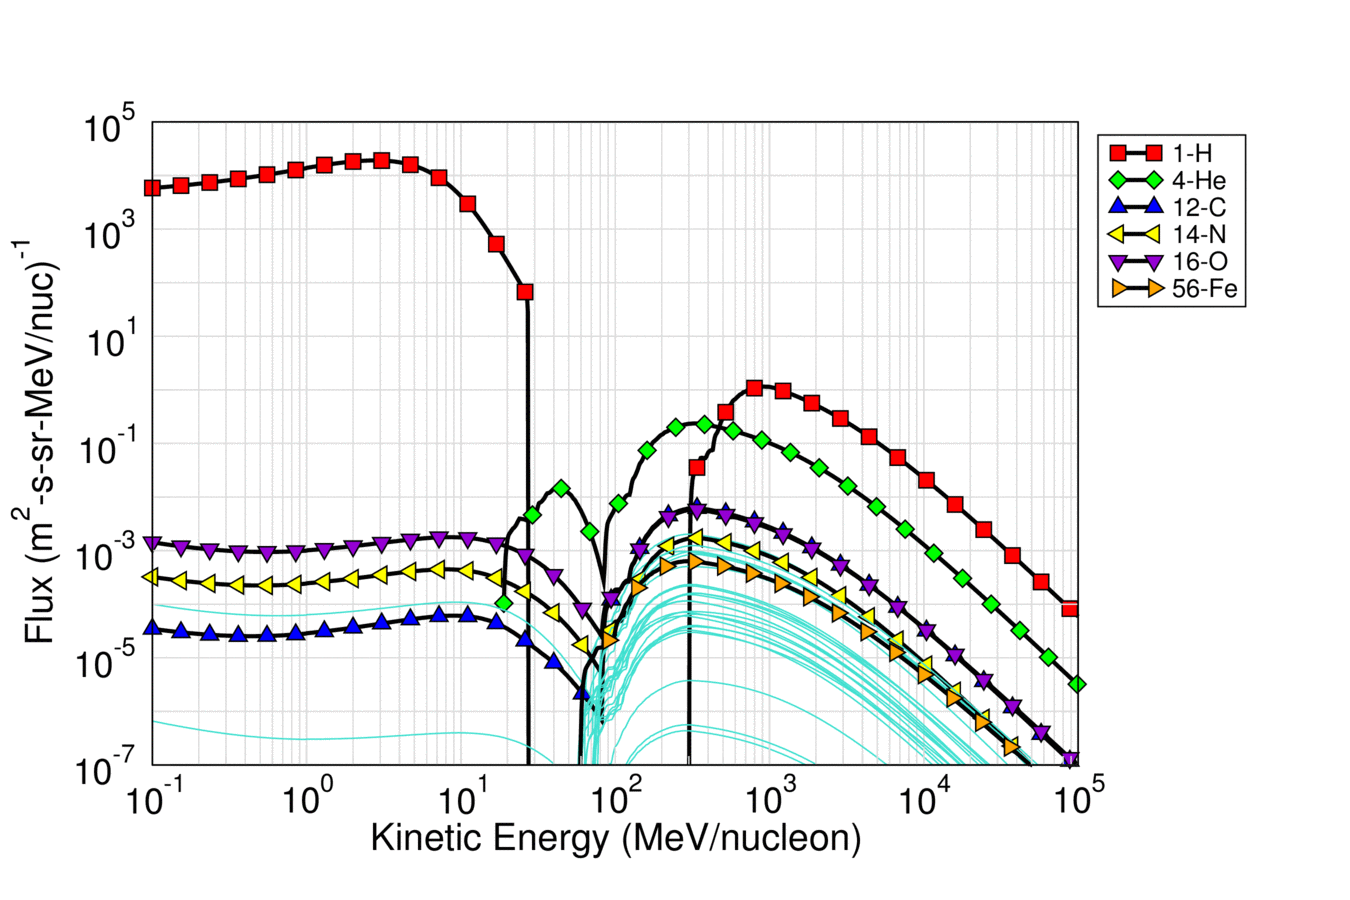 10^5
10^3
10^1
10^-1
10^-3
10^-5
10^-7
Flux (m^2-s-sr-MeV/nuc)^-1
10^-1 10^0 10^1 10^2 10^3 10^4 10^5
Kinetic Energy (MeV/nucleon)
1-H
4-He
12-C
14-N
16-O
56-Fe